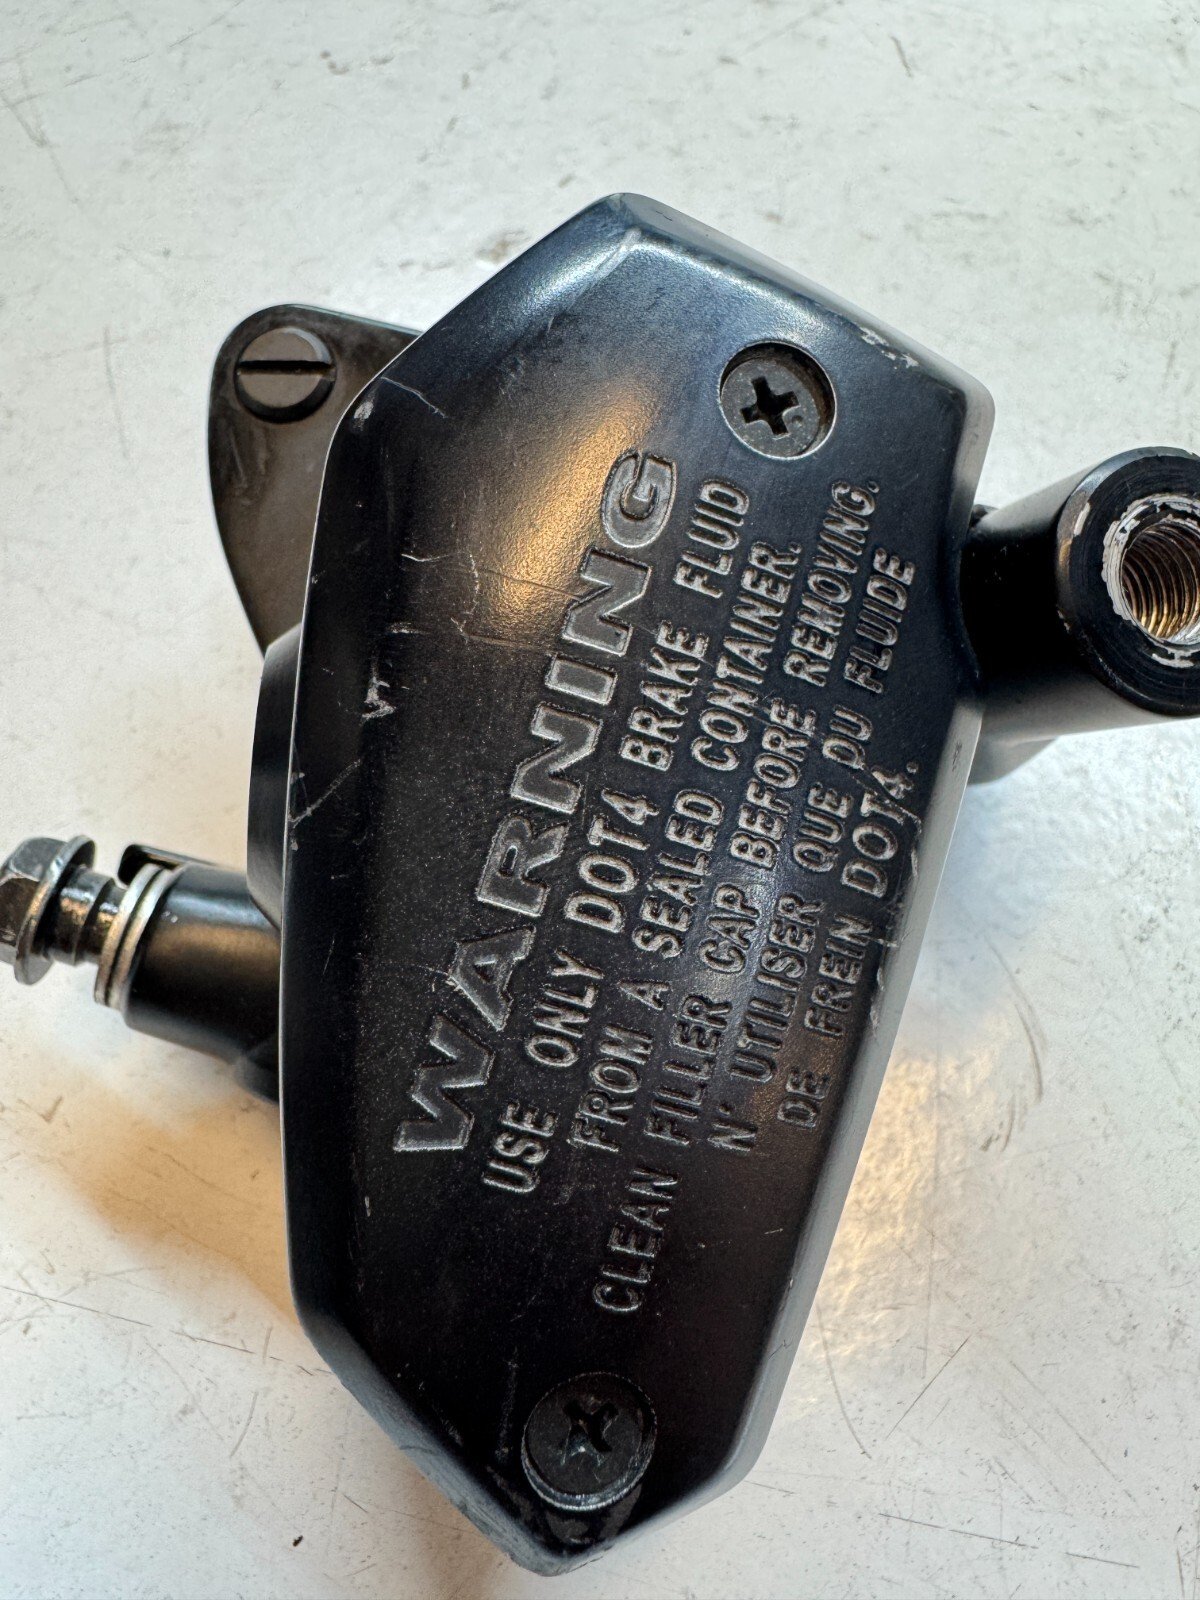 WARNING
USE ONLY DOT4 BRAKE FLUID
FROM A SEALED CONTAINER.
CLEAN FILLER CAP BEFORE REMOVING.
N' UTILISER QUE DU FLUIDE
DE FREIN DOT4.